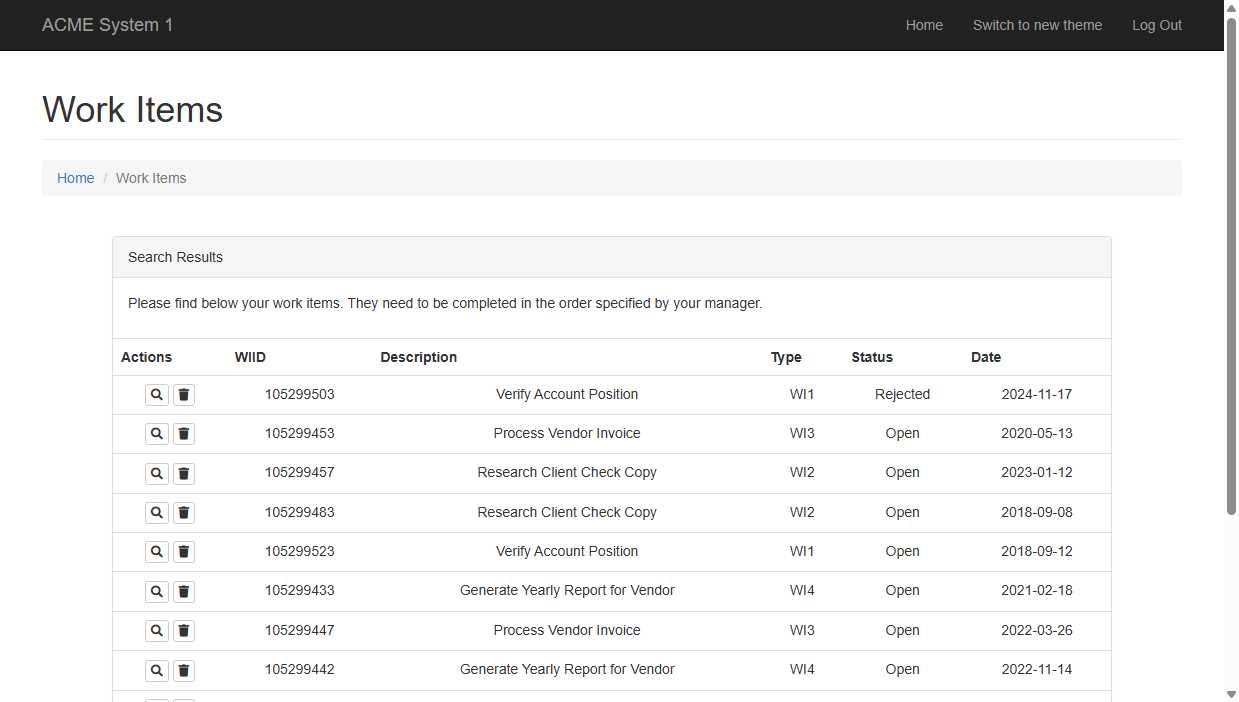 ACME System 1 Home Switch to new theme Log Out
Work Items
Home / Work Items
Search Results
Please find below your work items. They need to be completed in the order specified by your manager.
Actions WIID Description Type Status Date
105299503 Verify Account Position WI1 Rejected 2024-11-17
105299453 Process Vendor Invoice WI3 Open 2020-05-13
105299457 Research Client Check Copy WI2 Open 2023-01-12
105299483 Research Client Check Copy WI2 Open 2018-09-08
105299523 Verify Account Position WI1 Open 2018-09-12
105299433 Generate Yearly Report for Vendor WI4 Open 2021-02-18
105299447 Process Vendor Invoice WI3 Open 2022-03-26
105299442 Generate Yearly Report for Vendor WI4 Open 2022-11-14